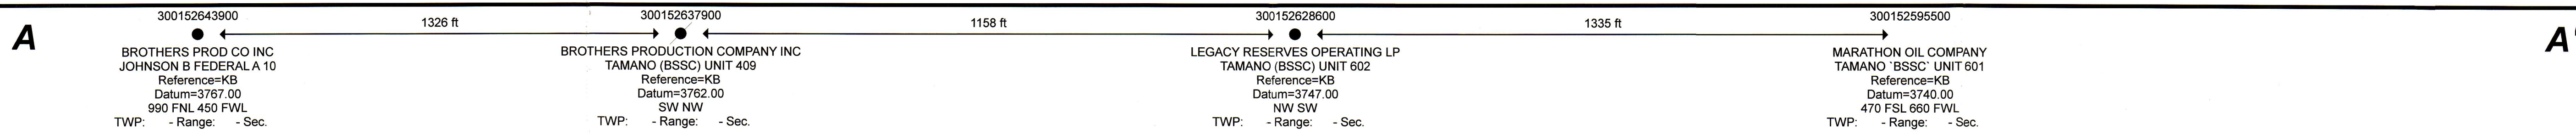 A
300152643900
BROTHERS PROD CO INC
JOHNSON B FEDERAL A 10
Reference=KB
Datum=3767.00
990 FNL 450 FWL
TWP: - Range: - Sec.
1326 ft
300152637900
BROTHERS PRODUCTION COMPANY INC
TAMANO (BSSC) UNIT 409
Reference=KB
Datum=3762.00
SW NW
TWP: - Range: - Sec.
1158 ft
300152628600
LEGACY RESERVES OPERATING LP
TAMANO (BSSC) UNIT 602
Reference=KB
Datum=3747.00
NW SW
TWP: - Range: - Sec.
1335 ft
300152595500
MARATHON OIL COMPANY
TAMANO `BSSC` UNIT 601
Reference=KB
Datum=3740.00
470 FSL 660 FWL
TWP: - Range: - Sec.
A'